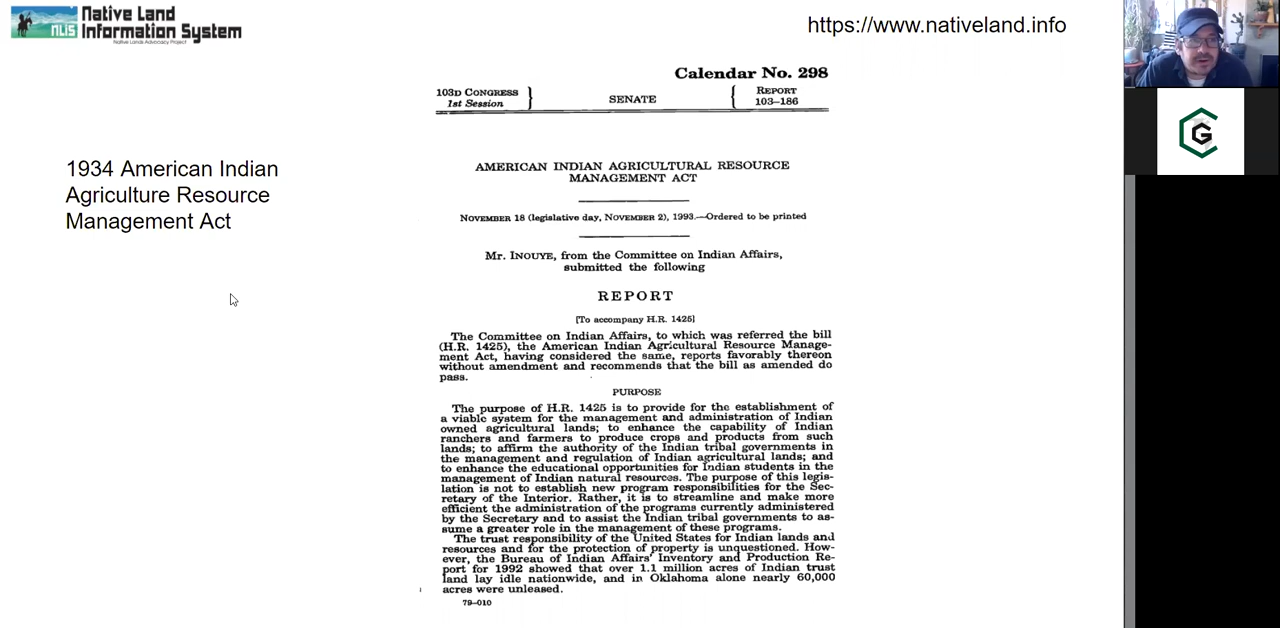 Native Land
NLIS
Information System
Native Lands Advocacy Project
https://www.nativeland.info
Calendar No. 298
103D CONGRESS
1st Session
SENATE
REPORT
103-186
1934 American Indian
Agriculture Resource
Management Act
AMERICAN INDIAN AGRICULTURAL RESOURCE
MANAGEMENT ACT
NOVEMBER 18 (legislative day, NOVEMBER 2), 1993.—Ordered to be printed
Mr. INOUYE, from the Committee on Indian Affairs,
submitted the following
REPORT
[To accompany H.R. 1425]
The Committee on Indian Affairs, to which was referred the bill
(H.R. 1425), the American Indian Agricultural Resource Manage-
ment Act, having considered the same, reports favorably thereon
without amendment and recommends that the bill as amended do
pass.
PURPOSE
The purpose of H.R. 1425 is to provide for the establishment of
a viable system for the management and administration of Indian
owned agricultural lands; to enhance the capability of Indian
ranchers and farmers to produce crops and products from such
lands; to affirm the authority of the Indian tribal governments in
the management and regulation of Indian agricultural lands; and
to enhance the educational opportunities for Indian students in the
management of Indian natural resources. The purpose of this legis-
lation is not to establish new program responsibilities for the Sec-
retary of the Interior. Rather, it is to streamline and make more
efficient the administration of the programs currently administered
by the Secretary and to assist the Indian tribal governments to as-
sume a greater role in the management of these programs.
The trust responsibility of the United States for Indian lands and
resources and for the protection of property is unquestioned. How-
ever, the Bureau of Indian Affairs' Inventory and Production Re-
port for 1992 showed that over 1.1 million acres of Indian trust
land lay idle nationwide, and in Oklahoma alone nearly 60,000
acres were unleased.
79-010
G